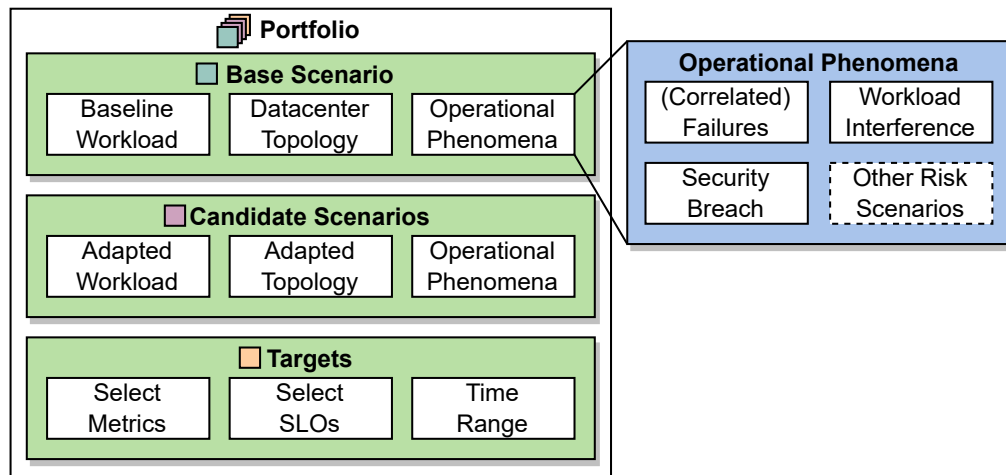 Portfolio
Base Scenario
Baseline
Workload
Datacenter
Topology
Operational
Phenomena
Candidate Scenarios
Adapted
Workload
Adapted
Topology
Operational
Phenomena
Targets
Select
Metrics
Select
SLOs
Time
Range
Operational Phenomena
(Correlated)
Failures
Workload
Interference
Security
Breach
Other Risk
Scenarios